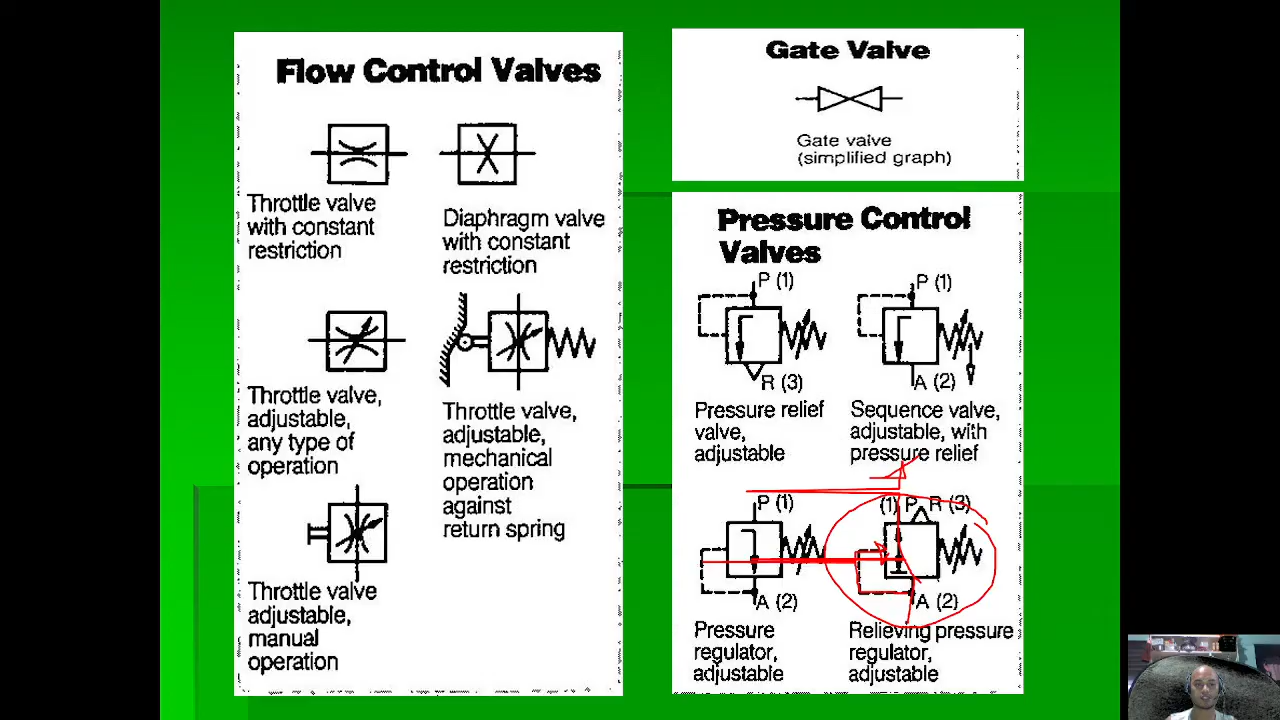 Flow Control Valves
Throttle valve
with constant
restriction
Diaphragm valve
with constant
restriction
Throttle valve,
adjustable,
any type of
operation
Throttle valve,
adjustable,
mechanical
operation
against
return spring
Throttle valve
adjustable,
manual
operation
Gate Valve
Gate valve
(simplified graph)
Pressure Control
Valves
P (1)
R (3)
Pressure relief
valve,
adjustable
P (1)
A (2)
Sequence valve,
adjustable, with
pressure relief
P (1)
A (2)
Pressure
regulator,
adjustable
(1) P R (3)
A (2)
Relieving pressure
regulator,
adjustable